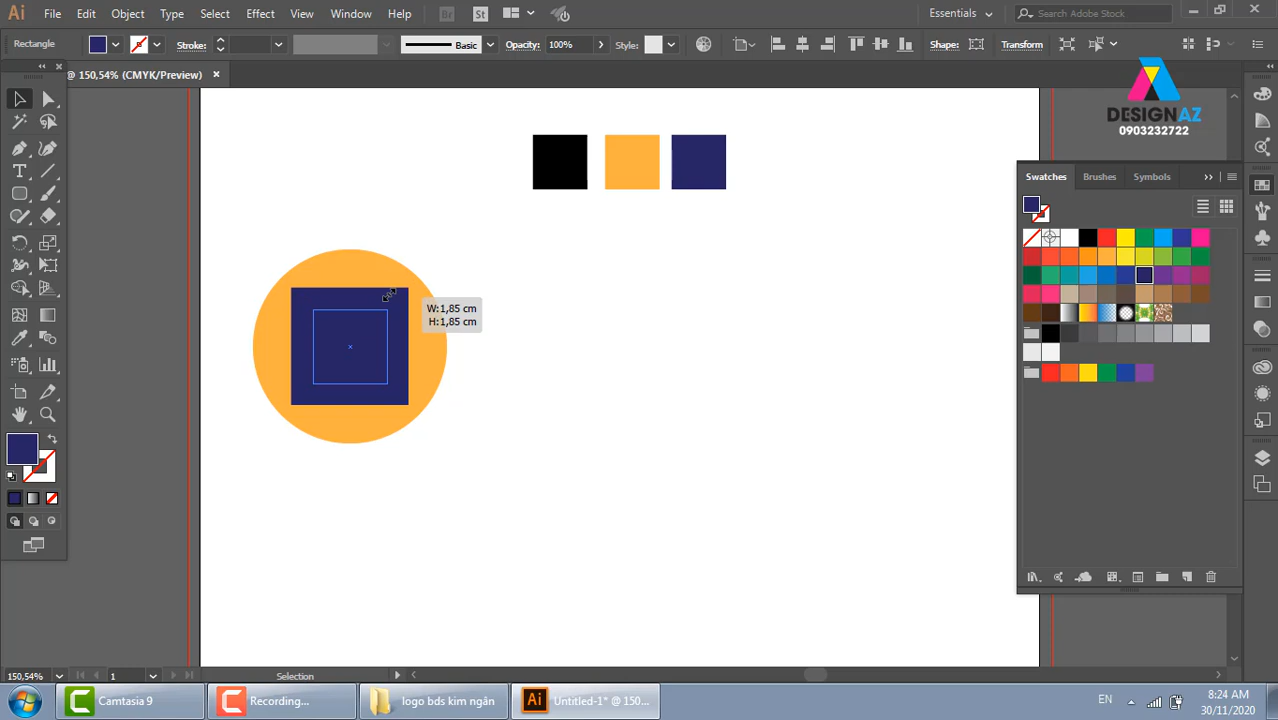 Ai File Edit Object Type Select Effect View Window Help Br St Essentials Search Adobe Stock
Rectangle Stroke: Basic Opacity: 100% Style: Shape: Transform
@ 150,54% (CMYK/Preview)
DESIGNAZ
0903232722
Swatches Brushes Symbols
W:1,85 cm
H:1,85 cm
150,54% 1 Selection
Camtasia 9 Recording... logo bds kim ngân Ai Untitled-1* @ 150... EN 8:24 AM
30/11/2020